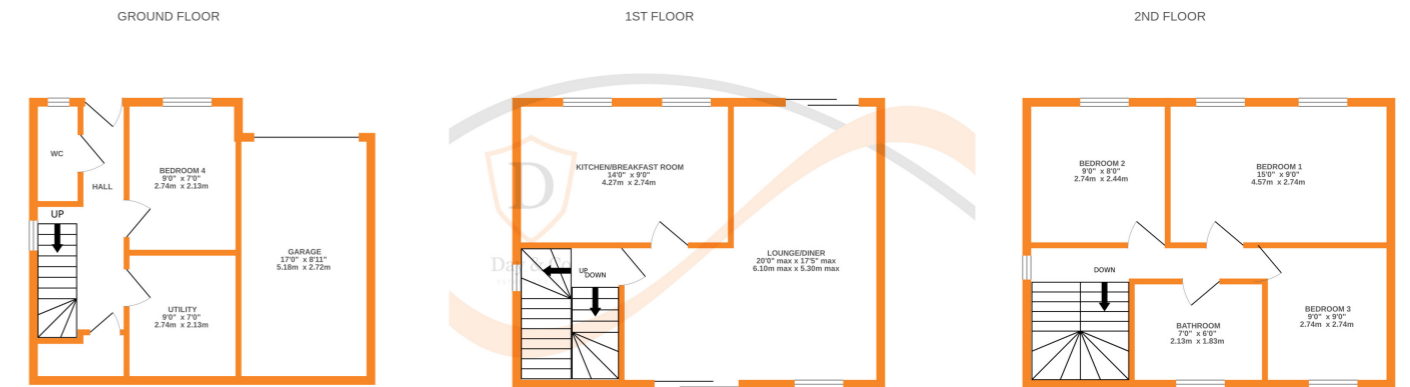 GROUND FLOOR
WC
HALL
UP
BEDROOM 4
9'0" x 7'0"
2.74m x 2.13m
GARAGE
17'0" x 8'11"
5.18m x 2.72m
UTILITY
9'0" x 7'0"
2.74m x 2.13m
1ST FLOOR
KITCHEN/BREAKFAST ROOM
14'0" x 9'0"
4.27m x 2.74m
D
LOUNGE/DINER
20'0" max x 17'5" max
6.10m max x 5.30m max
UP
DOWN
2ND FLOOR
BEDROOM 2
9'0" x 8'0"
2.74m x 2.44m
BEDROOM 1
15'0" x 9'0"
4.57m x 2.74m
DOWN
BATHROOM
7'0" x 6'0"
2.13m x 1.83m
BEDROOM 3
9'0" x 9'0"
2.74m x 2.74m